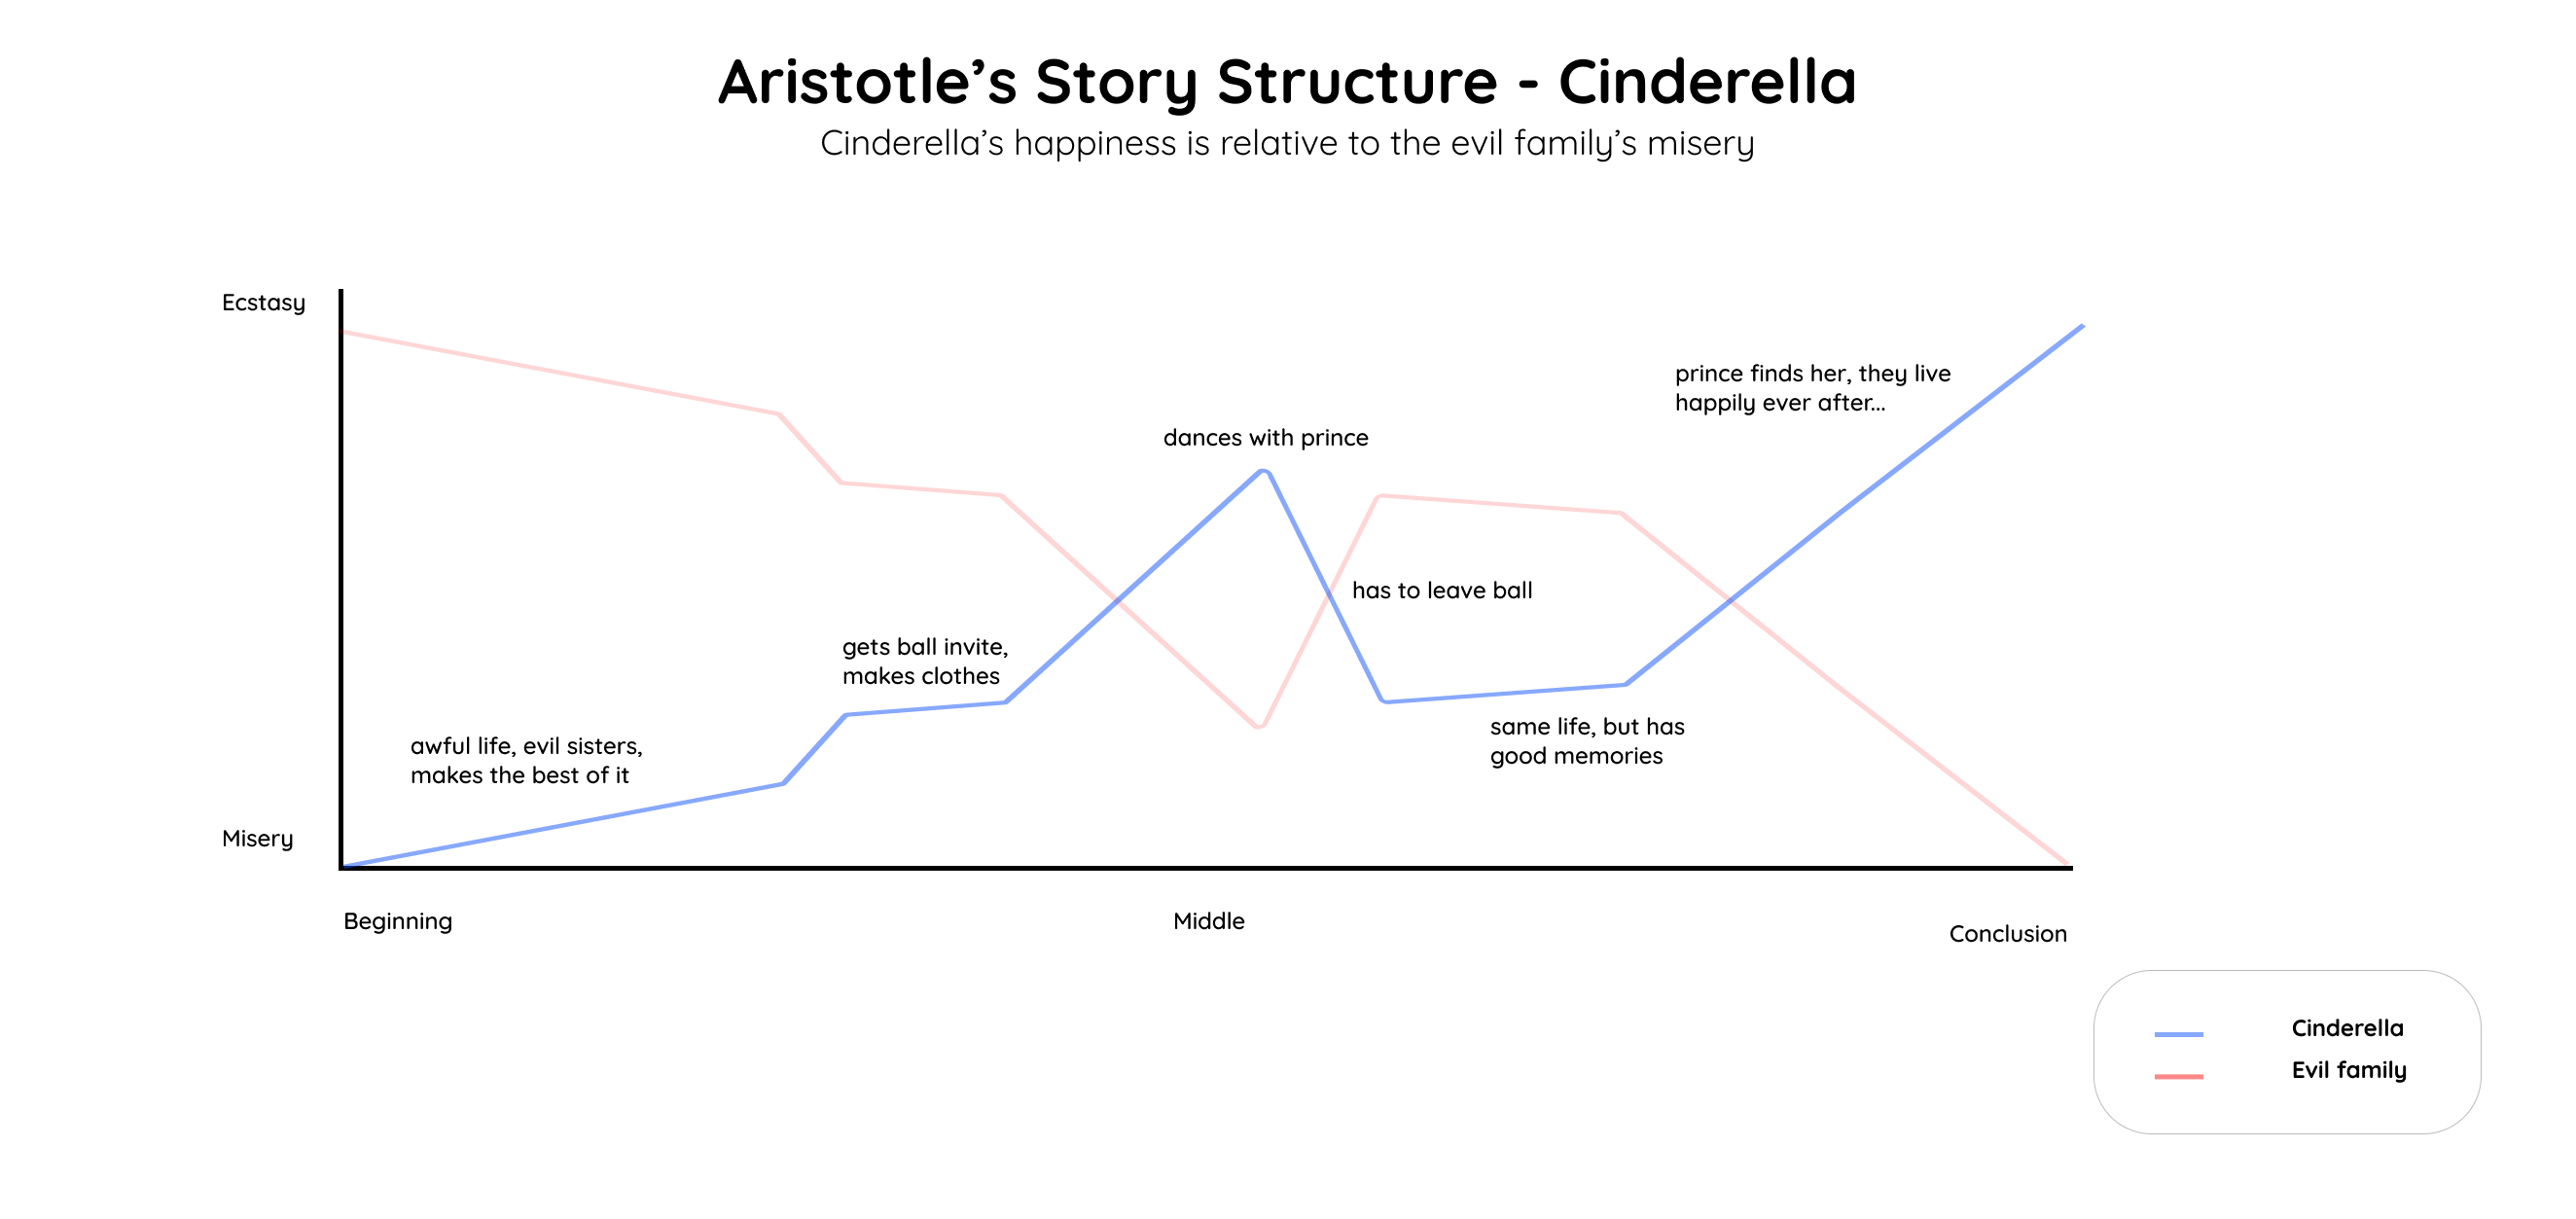 Aristotle’s Story Structure - Cinderella
Cinderella’s happiness is relative to the evil family’s misery
Ecstasy
prince finds her, they live
happily ever after...
dances with prince
has to leave ball
gets ball invite,
makes clothes
same life, but has
good memories
awful life, evil sisters,
makes the best of it
Misery
Beginning
Middle
Conclusion
Cinderella
Evil family